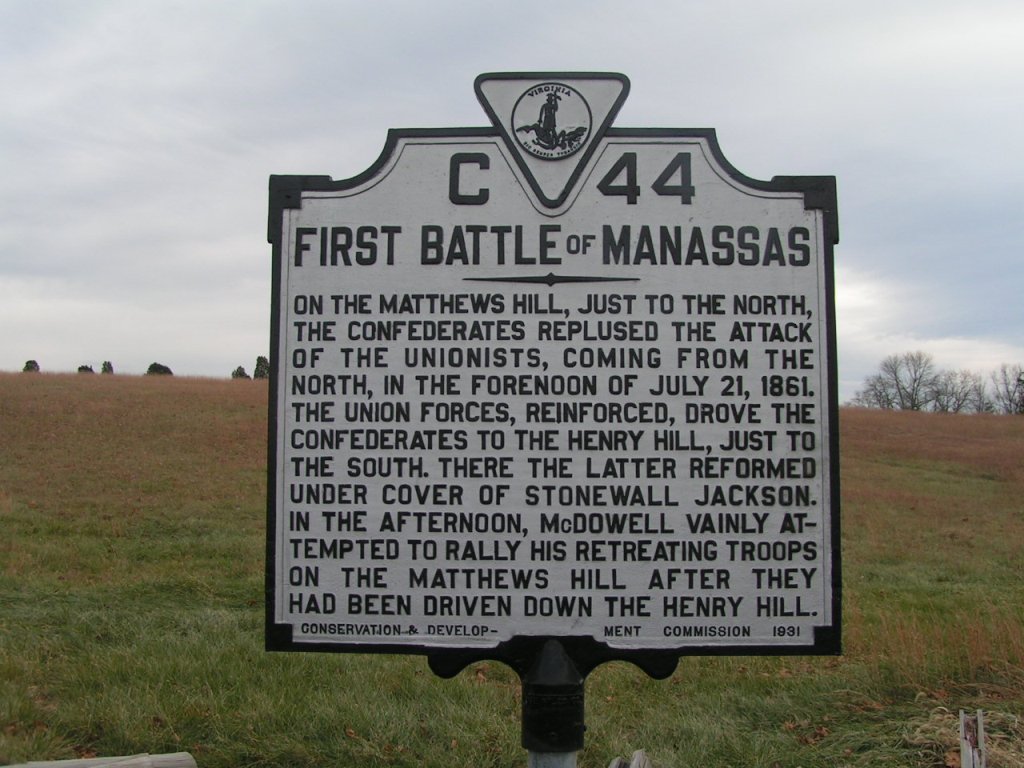 VIRGINIA
SIC SEMPER TYRANNIS
C 44
FIRST BATTLE OF MANASSAS
ON THE MATTHEWS HILL, JUST TO THE NORTH,
THE CONFEDERATES REPLUSED THE ATTACK
OF THE UNIONISTS, COMING FROM THE
NORTH, IN THE FORENOON OF JULY 21, 1861.
THE UNION FORCES, REINFORCED, DROVE THE
CONFEDERATES TO THE HENRY HILL, JUST TO
THE SOUTH. THERE THE LATTER REFORMED
UNDER COVER OF STONEWALL JACKSON.
IN THE AFTERNOON, McDOWELL VAINLY AT-
TEMPTED TO RALLY HIS RETREATING TROOPS
ON THE MATTHEWS HILL AFTER THEY
HAD BEEN DRIVEN DOWN THE HENRY HILL.
CONSERVATION & DEVELOP- MENT COMMISSION 1931